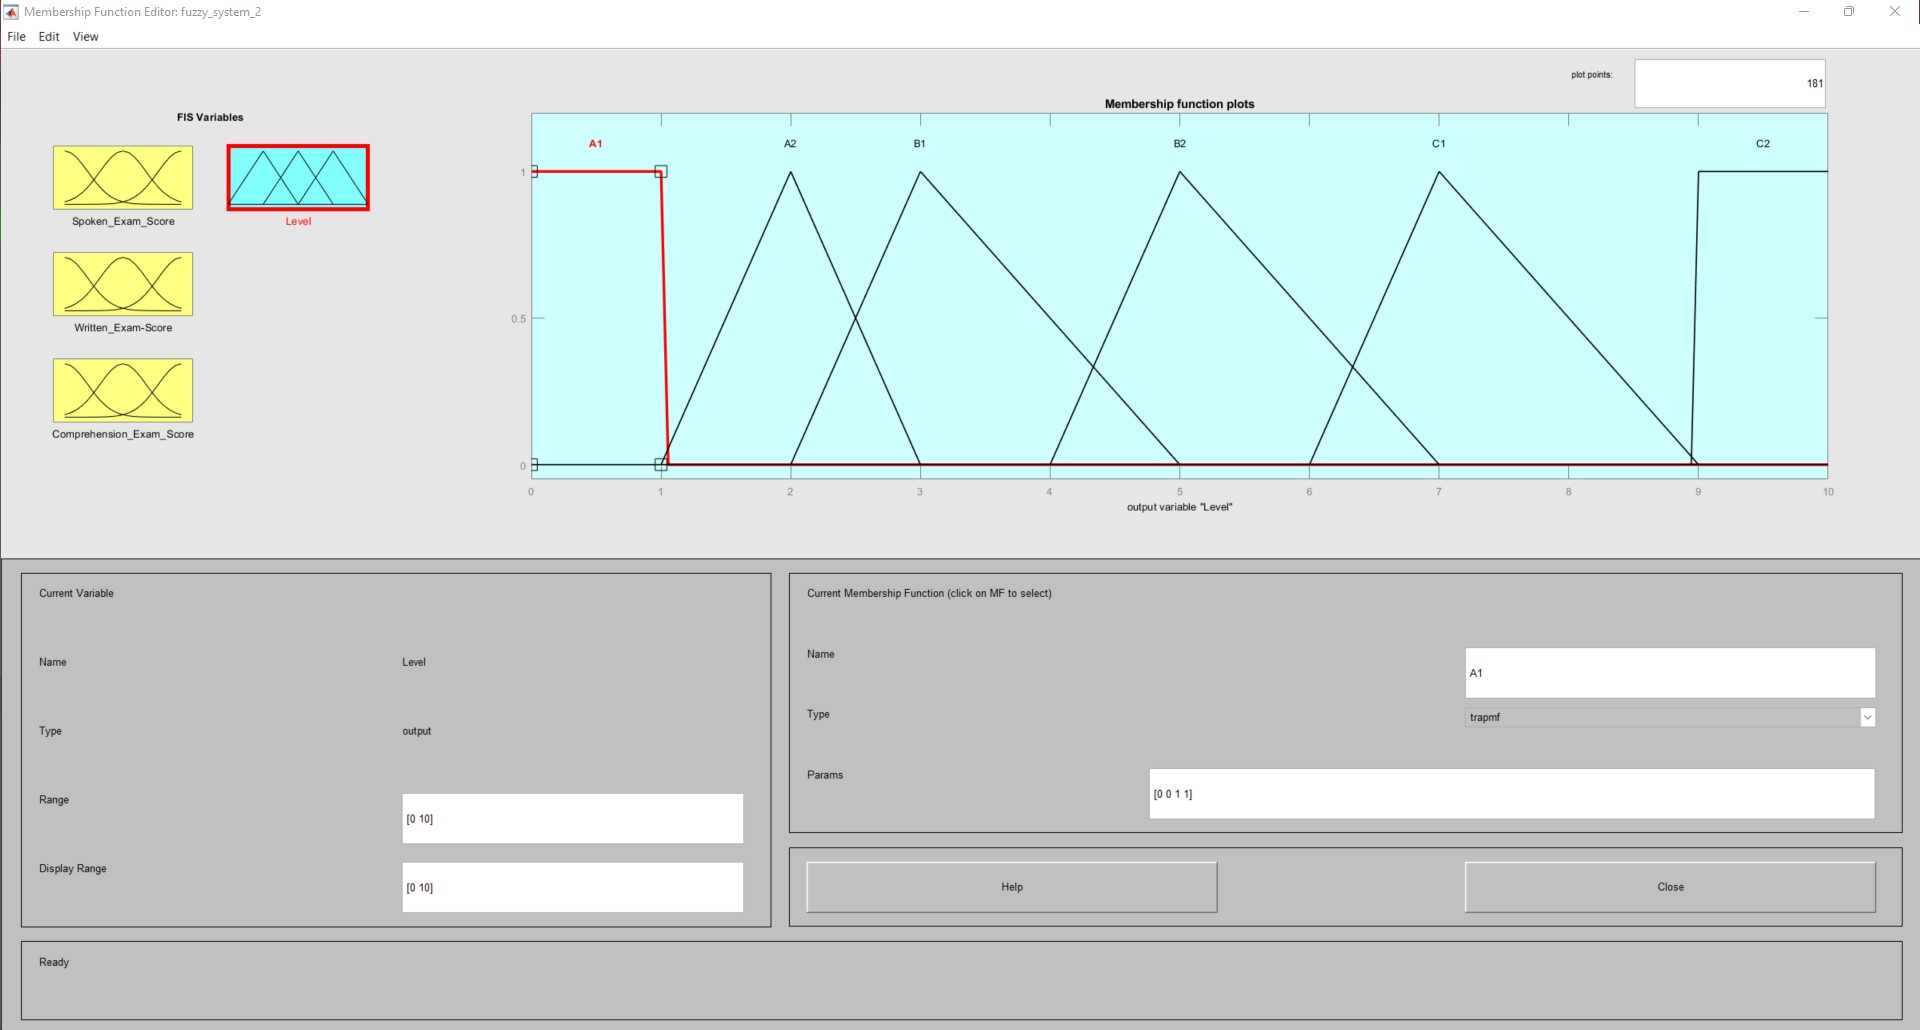 Membership Function Editor: fuzzy_system_2
File Edit View
plot points:
181
FIS Variables
Membership function plots
Spoken_Exam_Score
Level
Written_Exam-Score
Comprehension_Exam_Score
A1 A2 B1 B2 C1 C2
1
0.5
0
0 1 2 3 4 5 6 7 8 9 10
output variable "Level"
Current Variable
Name Level
Type output
Range [0 10]
Display Range [0 10]
Current Membership Function (click on MF to select)
Name A1
Type trapmf
Params [0 0 1 1]
Help Close
Ready